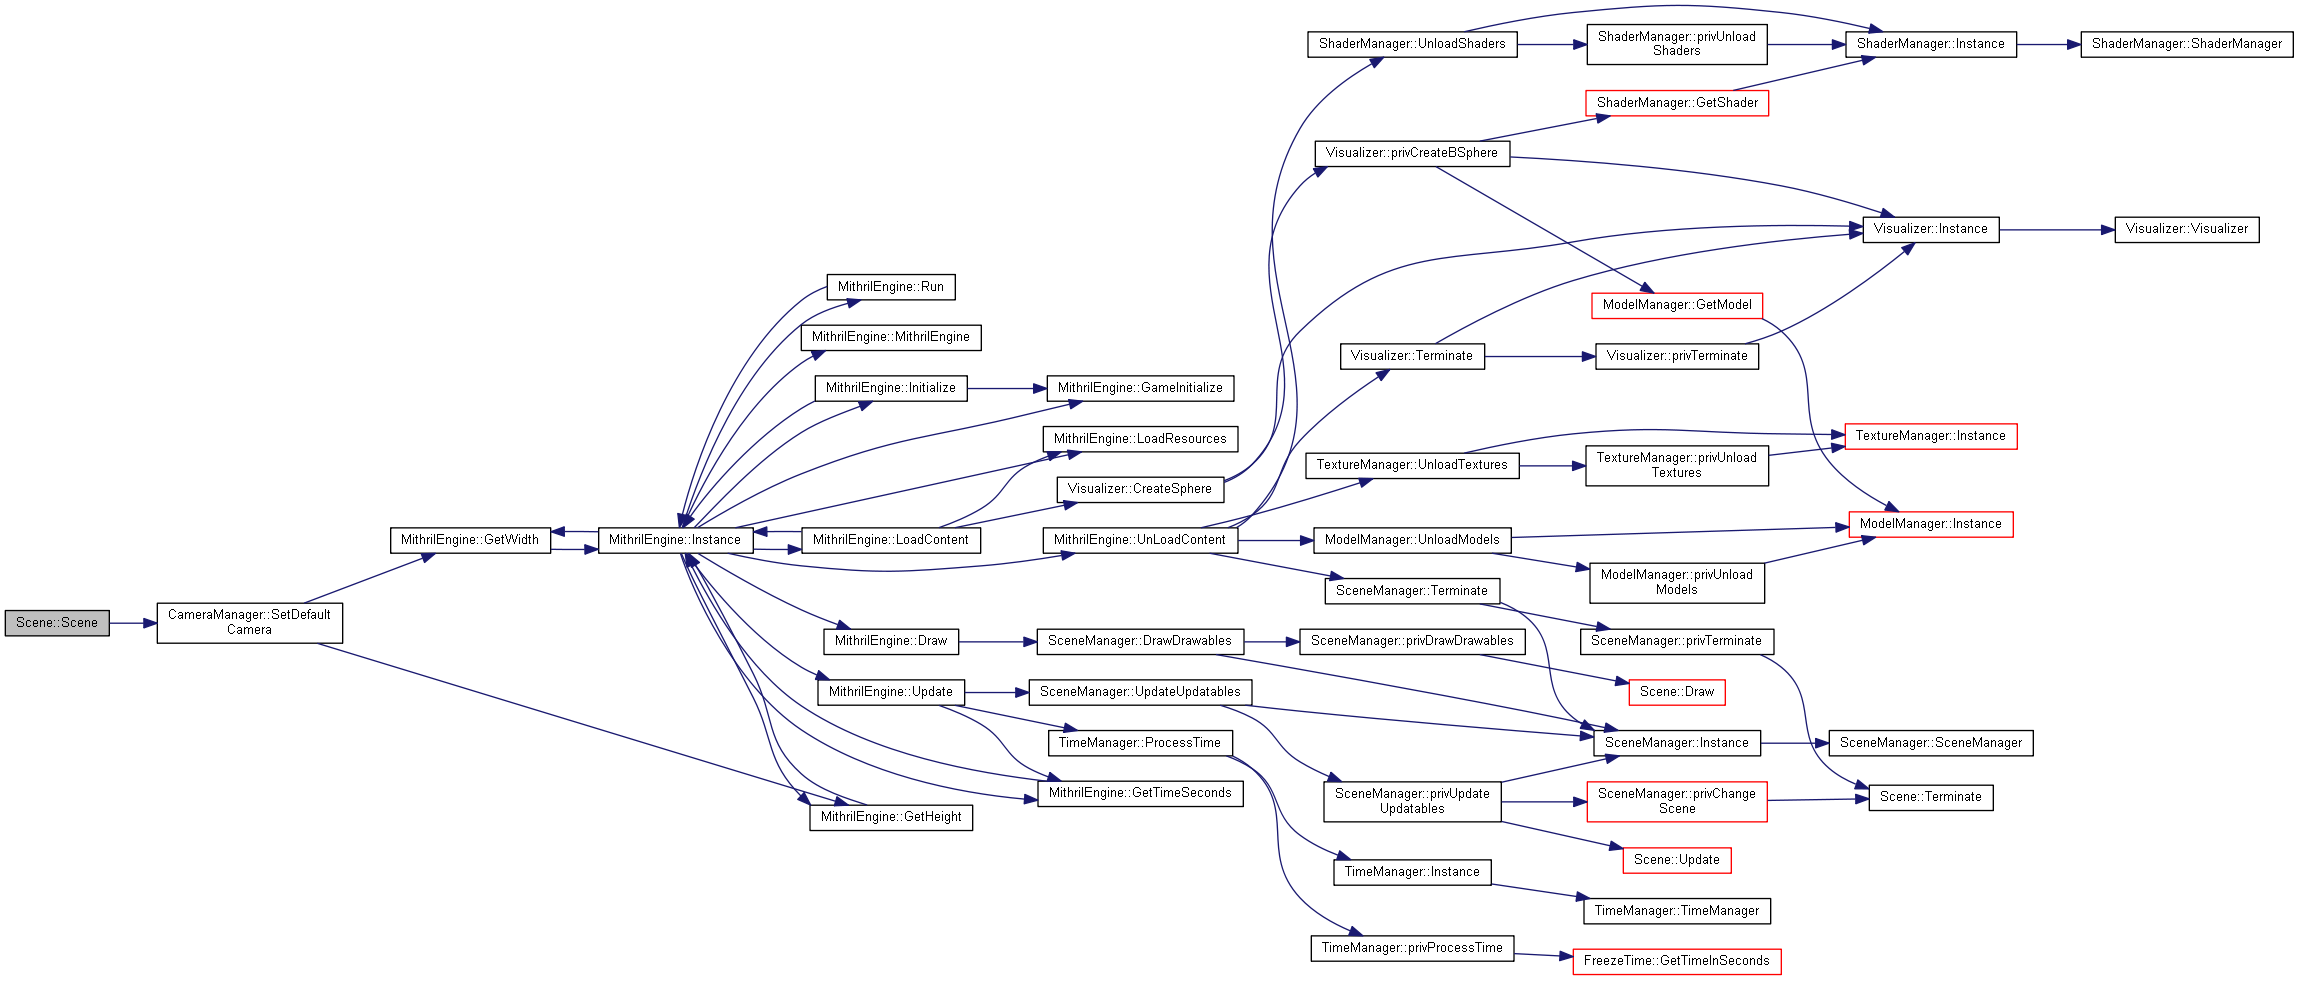 Scene::Scene
CameraManager::SetDefault
Camera
MithrilEngine::GetWidth
MithrilEngine::Instance
MithrilEngine::Run
MithrilEngine::MithrilEngine
MithrilEngine::Initialize
MithrilEngine::LoadContent
MithrilEngine::Draw
MithrilEngine::Update
MithrilEngine::GetHeight
MithrilEngine::GameInitialize
MithrilEngine::LoadResources
Visualizer::CreateSphere
MithrilEngine::UnLoadContent
SceneManager::DrawDrawables
SceneManager::UpdateUpdatables
TimeManager::ProcessTime
MithrilEngine::GetTimeSeconds
ShaderManager::UnloadShaders
Visualizer::privCreateBSphere
Visualizer::Terminate
TextureManager::UnloadTextures
ModelManager::UnloadModels
SceneManager::Terminate
SceneManager::privDrawDrawables
SceneManager::privUpdate
Updatables
TimeManager::Instance
TimeManager::privProcessTime
ShaderManager::privUnload
Shaders
ShaderManager::GetShader
ModelManager::GetModel
Visualizer::privTerminate
TextureManager::privUnload
Textures
ModelManager::privUnload
Models
SceneManager::privTerminate
Scene::Draw
SceneManager::Instance
SceneManager::privChange
Scene
Scene::Update
TimeManager::TimeManager
FreezeTime::GetTimeInSeconds
ShaderManager::Instance
Visualizer::Instance
TextureManager::Instance
ModelManager::Instance
SceneManager::SceneManager
Scene::Terminate
ShaderManager::ShaderManager
Visualizer::Visualizer